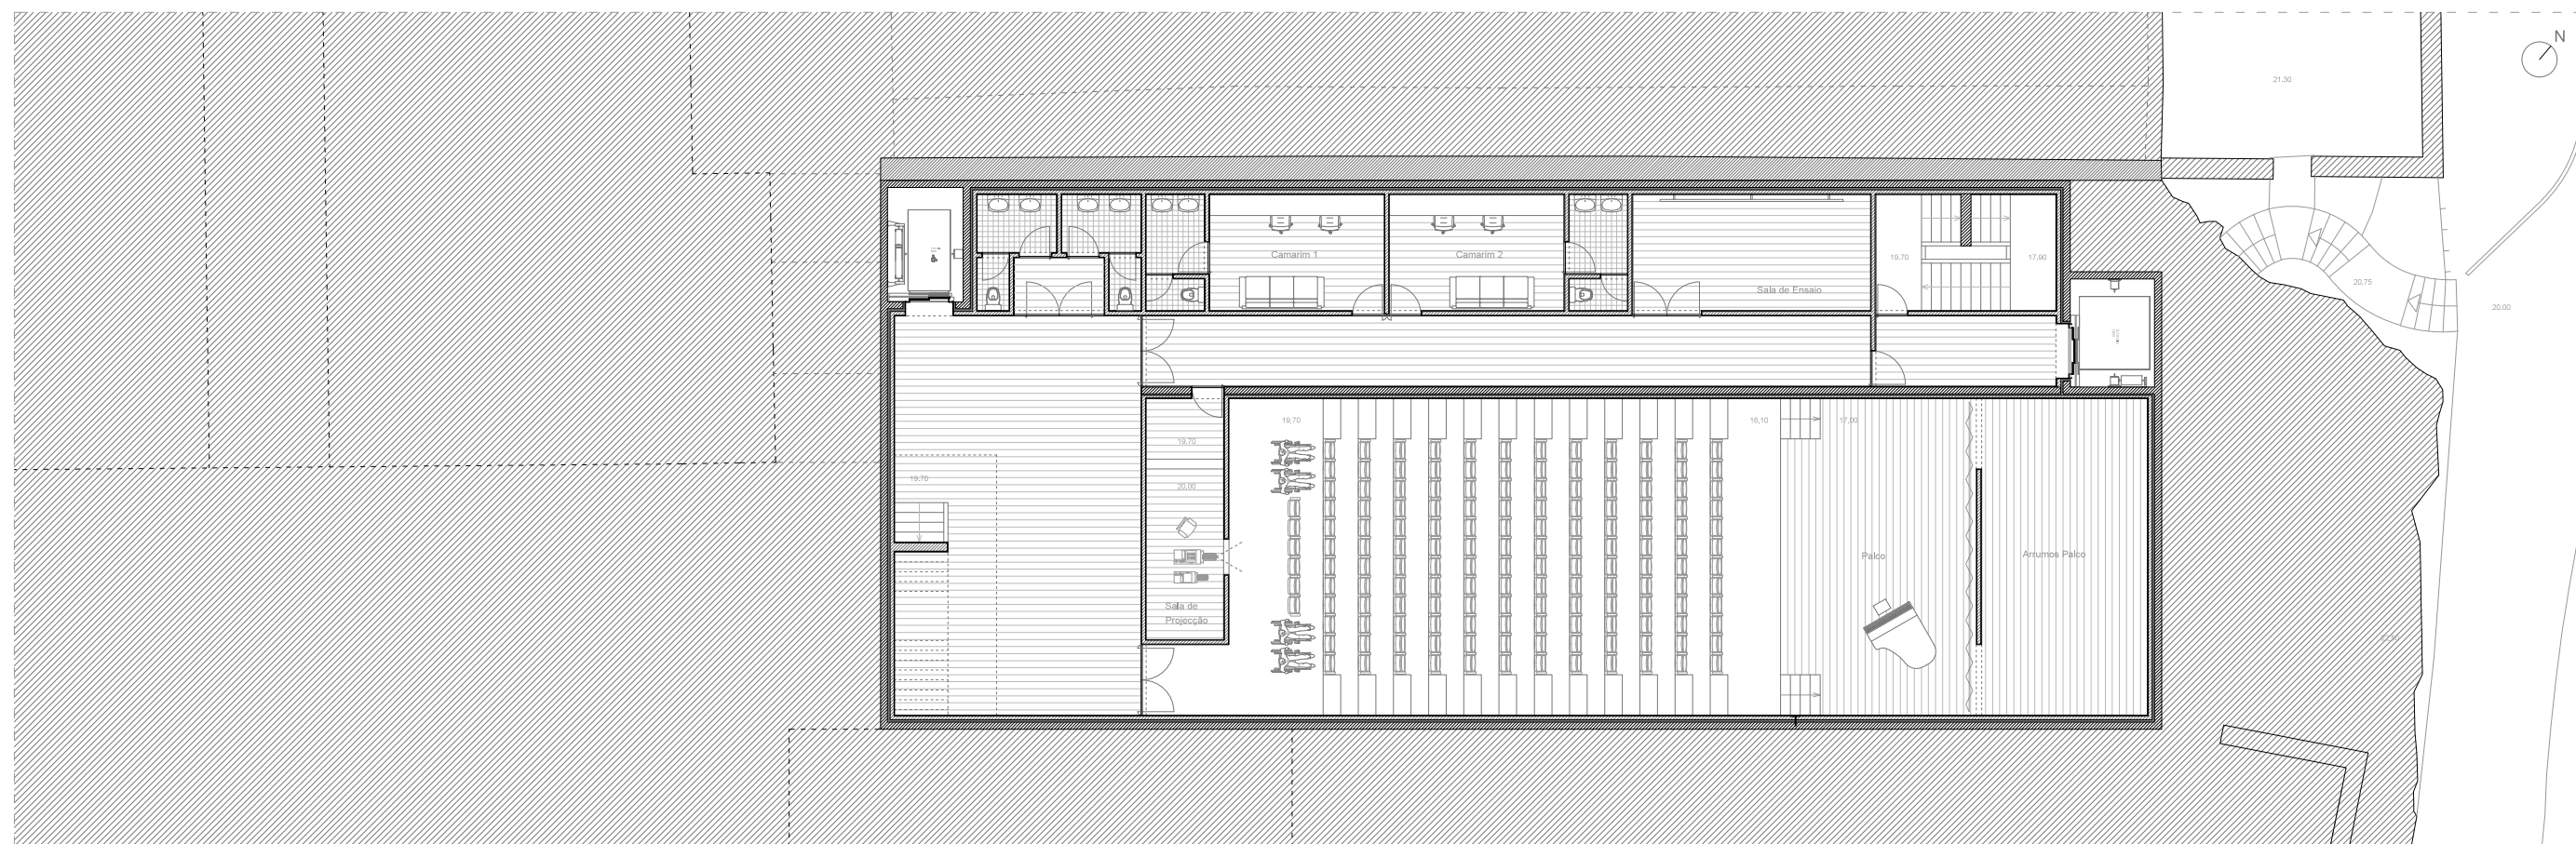 N
21,30
Camarim 1
Camarim 2
19,70
17,90
Sala de Ensaio
20.75
20.00
19,70
16,10
17,00
19,70
19,70
20,00
Palco
Arrumos Palco
Sala de
Projecção